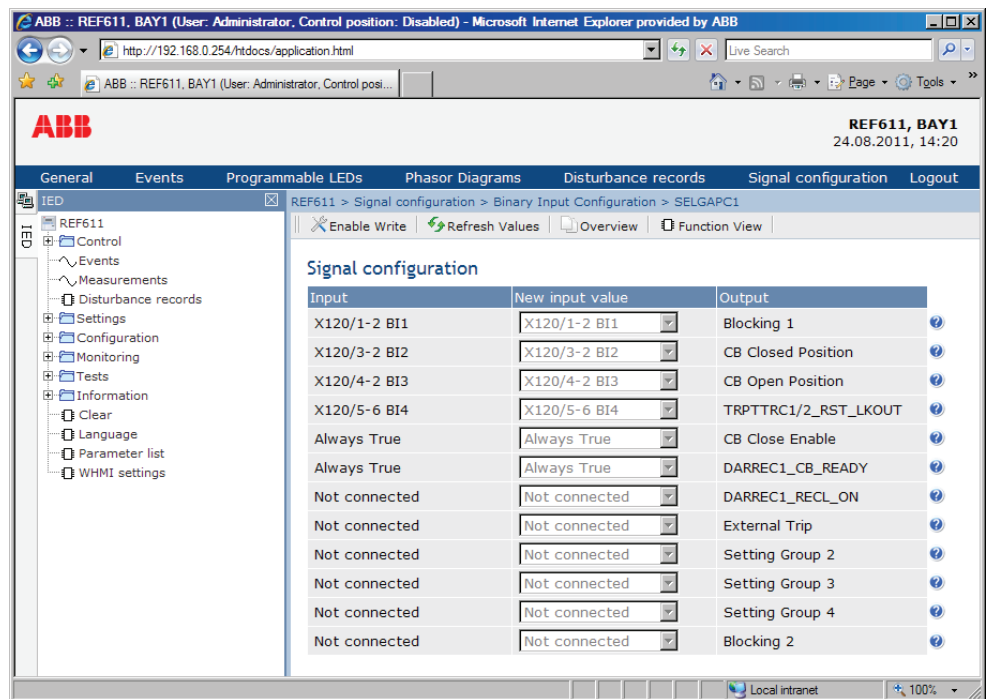 ABB :: REF611, BAY1 (User: Administrator, Control position: Disabled) - Microsoft Internet Explorer provided by ABB
http://192.168.0.254/htdocs/application.html
Live Search
ABB :: REF611, BAY1 (User: Administrator, Control posi...
Page
Tools
ABB
REF611, BAY1
24.08.2011, 14:20
General Events Programmable LEDs Phasor Diagrams Disturbance records Signal configuration Logout
IED
IED
REF611
Control
Events
Measurements
Disturbance records
Settings
Configuration
Monitoring
Tests
Information
Clear
Language
Parameter list
WHMI settings
REF611 > Signal configuration > Binary Input Configuration > SELGAPC1
Enable Write Refresh Values Overview Function View
Signal configuration
Input New input value Output
X120/1-2 BI1 X120/1-2 BI1 Blocking 1
X120/3-2 BI2 X120/3-2 BI2 CB Closed Position
X120/4-2 BI3 X120/4-2 BI3 CB Open Position
X120/5-6 BI4 X120/5-6 BI4 TRPTTRC1/2_RST_LKOUT
Always True Always True CB Close Enable
Always True Always True DARREC1_CB_READY
Not connected Not connected DARREC1_RECL_ON
Not connected Not connected External Trip
Not connected Not connected Setting Group 2
Not connected Not connected Setting Group 3
Not connected Not connected Setting Group 4
Not connected Not connected Blocking 2
Local intranet 100%